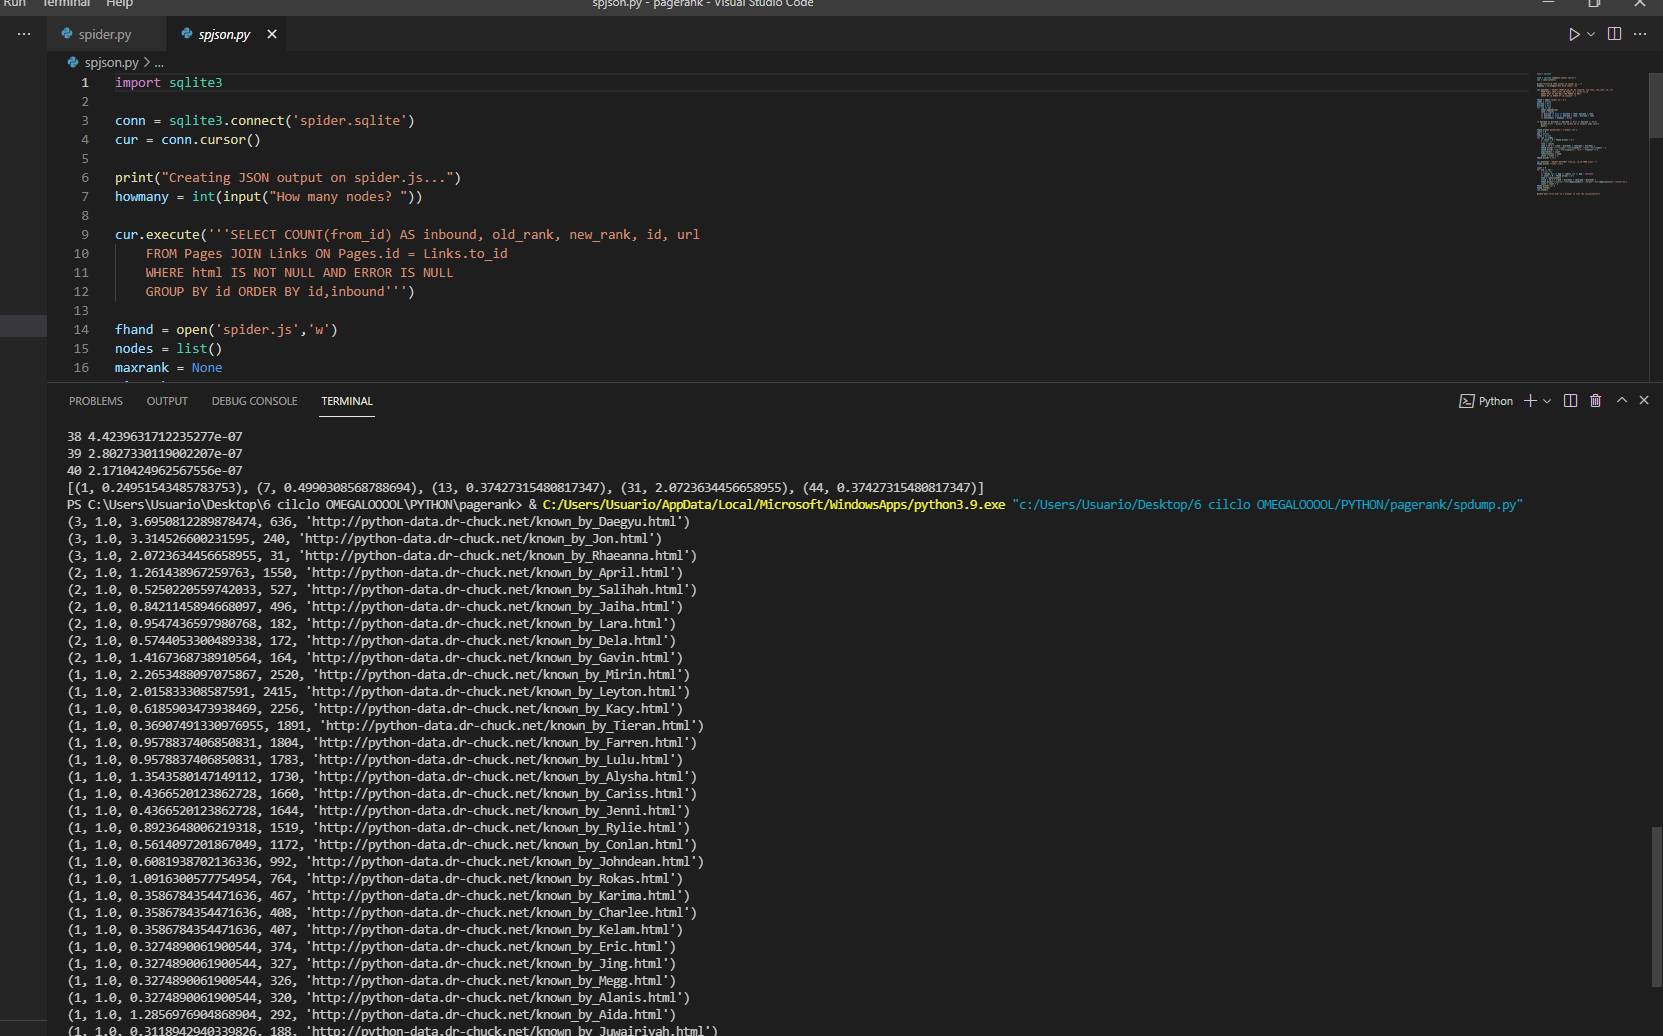 Run Terminal Help spjson.py - pagerank - Visual Studio Code
spider.py spjson.py
spjson.py > ...
1 import sqlite3
2
3 conn = sqlite3.connect('spider.sqlite')
4 cur = conn.cursor()
5
6 print("Creating JSON output on spider.js...")
7 howmany = int(input("How many nodes? "))
8
9 cur.execute('''SELECT COUNT(from_id) AS inbound, old_rank, new_rank, id, url
10 FROM Pages JOIN Links ON Pages.id = Links.to_id
11 WHERE html IS NOT NULL AND ERROR IS NULL
12 GROUP BY id ORDER BY id,inbound''')
13
14 fhand = open('spider.js','w')
15 nodes = list()
16 maxrank = None
PROBLEMS OUTPUT DEBUG CONSOLE TERMINAL Python
38 4.4239631712235277e-07
39 2.8027330119002207e-07
40 2.1710424962567556e-07
[(1, 0.24951543485783753), (7, 0.4990308568788694), (13, 0.37427315480817347), (31, 2.0723634456658955), (44, 0.37427315480817347)]
PS C:\Users\Usuario\Desktop\6 cilclo OMEGALOOOOL\PYTHON\pagerank> & C:/Users/Usuario/AppData/Local/Microsoft/WindowsApps/python3.9.exe "c:/Users/Usuario/Desktop/6 cilclo OMEGALOOOOL/PYTHON/pagerank/spdump.py"
(3, 1.0, 3.6950812289878474, 636, 'http://python-data.dr-chuck.net/known_by_Daegyu.html')
(3, 1.0, 3.314526600231595, 240, 'http://python-data.dr-chuck.net/known_by_Jon.html')
(3, 1.0, 2.0723634456658955, 31, 'http://python-data.dr-chuck.net/known_by_Rhaeanna.html')
(2, 1.0, 1.261438967259763, 1550, 'http://python-data.dr-chuck.net/known_by_April.html')
(2, 1.0, 0.5250220559742033, 527, 'http://python-data.dr-chuck.net/known_by_Salihah.html')
(2, 1.0, 0.8421145894668097, 496, 'http://python-data.dr-chuck.net/known_by_Jaiha.html')
(2, 1.0, 0.9547436597980768, 182, 'http://python-data.dr-chuck.net/known_by_Lara.html')
(2, 1.0, 0.5744053300489338, 172, 'http://python-data.dr-chuck.net/known_by_Dela.html')
(2, 1.0, 1.4167368738910564, 164, 'http://python-data.dr-chuck.net/known_by_Gavin.html')
(1, 1.0, 2.2653488097075867, 2520, 'http://python-data.dr-chuck.net/known_by_Mirin.html')
(1, 1.0, 2.015833308587591, 2415, 'http://python-data.dr-chuck.net/known_by_Leyton.html')
(1, 1.0, 0.6185903473938469, 2256, 'http://python-data.dr-chuck.net/known_by_Kacy.html')
(1, 1.0, 0.36907491330976955, 1891, 'http://python-data.dr-chuck.net/known_by_Tieran.html')
(1, 1.0, 0.9578837406850831, 1804, 'http://python-data.dr-chuck.net/known_by_Farren.html')
(1, 1.0, 0.9578837406850831, 1783, 'http://python-data.dr-chuck.net/known_by_Lulu.html')
(1, 1.0, 1.3543580147149112, 1730, 'http://python-data.dr-chuck.net/known_by_Alysha.html')
(1, 1.0, 0.4366520123862728, 1660, 'http://python-data.dr-chuck.net/known_by_Cariss.html')
(1, 1.0, 0.4366520123862728, 1644, 'http://python-data.dr-chuck.net/known_by_Jenni.html')
(1, 1.0, 0.8923648006219318, 1519, 'http://python-data.dr-chuck.net/known_by_Rylie.html')
(1, 1.0, 0.5614097201867049, 1172, 'http://python-data.dr-chuck.net/known_by_Conlan.html')
(1, 1.0, 0.6081938702136336, 992, 'http://python-data.dr-chuck.net/known_by_Johndean.html')
(1, 1.0, 1.0916300577754954, 764, 'http://python-data.dr-chuck.net/known_by_Rokas.html')
(1, 1.0, 0.3586784354471636, 467, 'http://python-data.dr-chuck.net/known_by_Karima.html')
(1, 1.0, 0.3586784354471636, 408, 'http://python-data.dr-chuck.net/known_by_Charlee.html')
(1, 1.0, 0.3586784354471636, 407, 'http://python-data.dr-chuck.net/known_by_Kelam.html')
(1, 1.0, 0.3274890061900544, 374, 'http://python-data.dr-chuck.net/known_by_Eric.html')
(1, 1.0, 0.3274890061900544, 327, 'http://python-data.dr-chuck.net/known_by_Jing.html')
(1, 1.0, 0.3274890061900544, 326, 'http://python-data.dr-chuck.net/known_by_Megg.html')
(1, 1.0, 0.3274890061900544, 320, 'http://python-data.dr-chuck.net/known_by_Alanis.html')
(1, 1.0, 1.2856976904868904, 292, 'http://python-data.dr-chuck.net/known_by_Aida.html')
(1, 1.0, 0.3118942940339826, 188, 'http://python-data.dr-chuck.net/known_by_Juwairiyah.html')